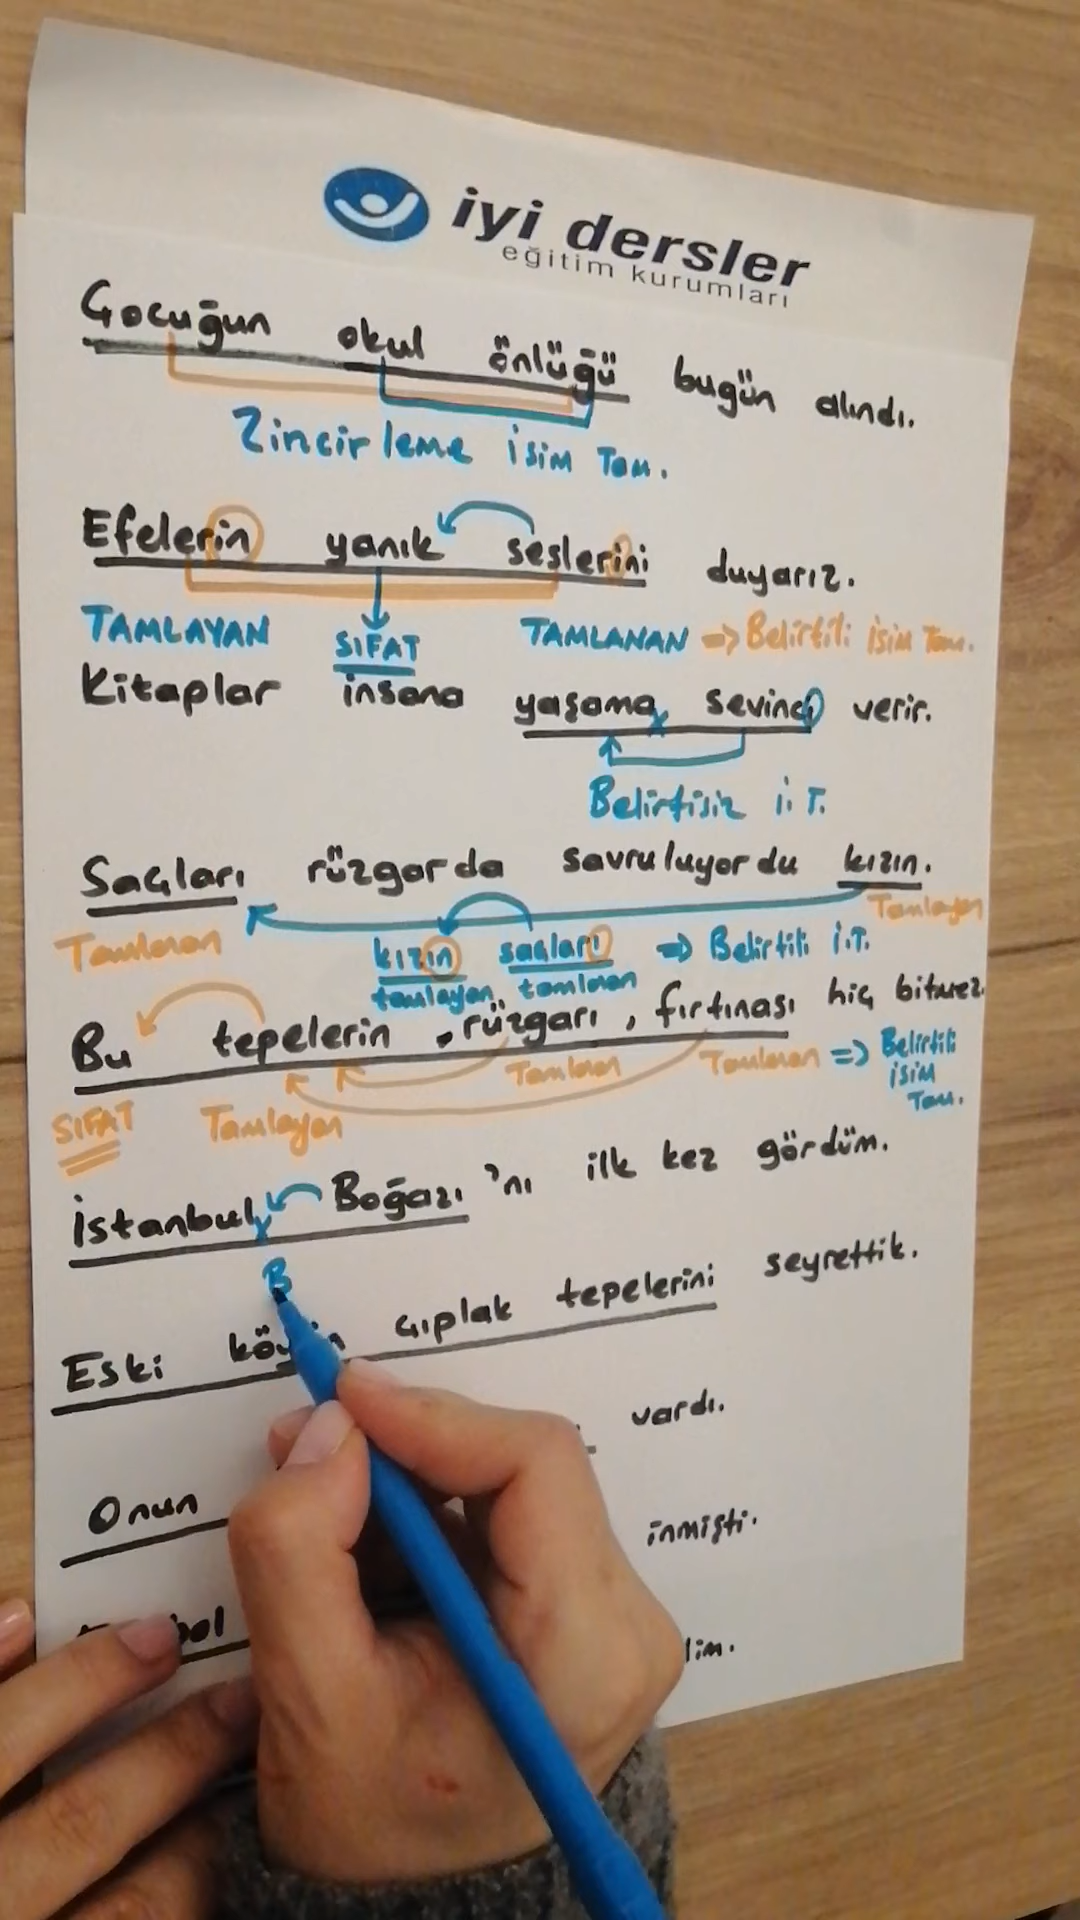 iyi dersler
eğitim kurumları
Çocuğun okul önlüğü bugün alındı.
Zincirleme isim Tam.
Efelerin yanık seslerini duyarız.
TAMLAYAN SIFAT TAMLANAN => Belirtili isim Tam.
Kitaplar insana yaşama sevinci verir.
x
Belirtisiz i.T.
Saçları rüzgarda savruluyordu kızın.
Tamlanan Tamlayan
kızın saçları => Belirtili i.T.
tamlayan tamlanan
Bu tepelerin, rüzgarı, fırtınası hiç bitmez.
SIFAT Tamlayan Tamlanan Tamlanan => Belirtili isim Tam.
İstanbul Boğazı'nı ilk kez gördüm.
x
B
Eski köyün çıplak tepelerini seyrettik.
vardı.
Onun
inmişti.